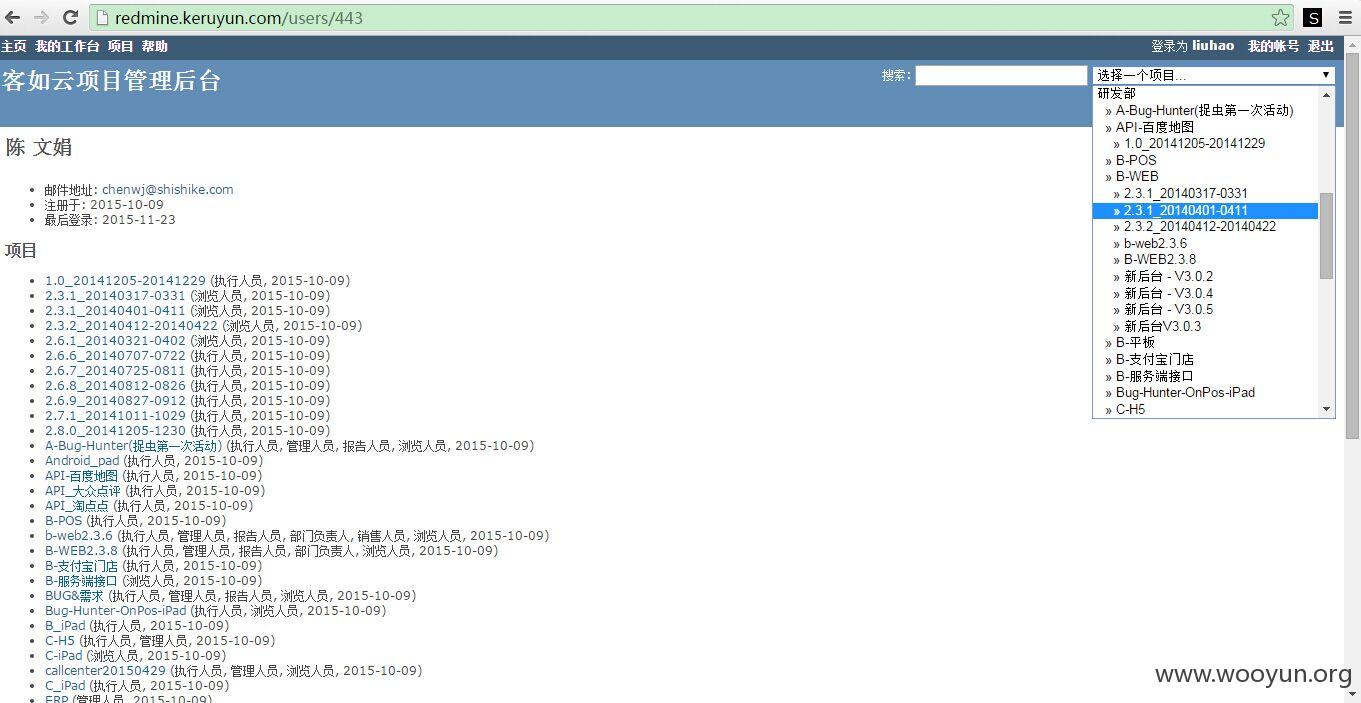 redmine.keruyun.com/users/443
主页 我的工作台 项目 帮助
登录为 liuhao 我的帐号 退出
客如云项目管理后台
搜索:
选择一个项目...
研发部
» A-Bug-Hunter(捉虫第一次活动)
» API-百度地图
» 1.0_20141205-20141229
» B-POS
» B-WEB
» 2.3.1_20140317-0331
» 2.3.1_20140401-0411
» 2.3.2_20140412-20140422
» b-web2.3.6
» B-WEB2.3.8
» 新后台 - V3.0.2
» 新后台 - V3.0.4
» 新后台 - V3.0.5
» 新后台V3.0.3
» B-平板
» B-支付宝门店
» B-服务端接口
» Bug-Hunter-OnPos-iPad
» C-H5
陈 文娟
邮件地址: chenwj@shishike.com
注册于: 2015-10-09
最后登录: 2015-11-23
项目
1.0_20141205-20141229 (执行人员, 2015-10-09)
2.3.1_20140317-0331 (浏览人员, 2015-10-09)
2.3.1_20140401-0411 (浏览人员, 2015-10-09)
2.3.2_20140412-20140422 (浏览人员, 2015-10-09)
2.6.1_20140321-0402 (浏览人员, 2015-10-09)
2.6.6_20140707-0722 (执行人员, 2015-10-09)
2.6.7_20140725-0811 (执行人员, 2015-10-09)
2.6.8_20140812-0826 (执行人员, 2015-10-09)
2.6.9_20140827-0912 (执行人员, 2015-10-09)
2.7.1_20141011-1029 (执行人员, 2015-10-09)
2.8.0_20141205-1230 (执行人员, 2015-10-09)
A-Bug-Hunter(捉虫第一次活动) (执行人员, 管理人员, 报告人员, 浏览人员, 2015-10-09)
Android_pad (执行人员, 2015-10-09)
API-百度地图 (执行人员, 2015-10-09)
API_大众点评 (执行人员, 2015-10-09)
API_淘点点 (执行人员, 2015-10-09)
B-POS (执行人员, 2015-10-09)
b-web2.3.6 (执行人员, 管理人员, 报告人员, 部门负责人, 销售人员, 浏览人员, 2015-10-09)
B-WEB2.3.8 (执行人员, 管理人员, 报告人员, 部门负责人, 浏览人员, 2015-10-09)
B-支付宝门店 (执行人员, 2015-10-09)
B-服务端接口 (浏览人员, 2015-10-09)
BUG&需求 (执行人员, 管理人员, 报告人员, 浏览人员, 2015-10-09)
Bug-Hunter-OnPos-iPad (执行人员, 浏览人员, 2015-10-09)
B_iPad (执行人员, 2015-10-09)
C-H5 (执行人员, 管理人员, 2015-10-09)
C-iPad (浏览人员, 2015-10-09)
callcenter20150429 (执行人员, 管理人员, 浏览人员, 2015-10-09)
C_iPad (执行人员, 2015-10-09)
ERP (管理人员, 2015-10-09)
www.wooyun.org